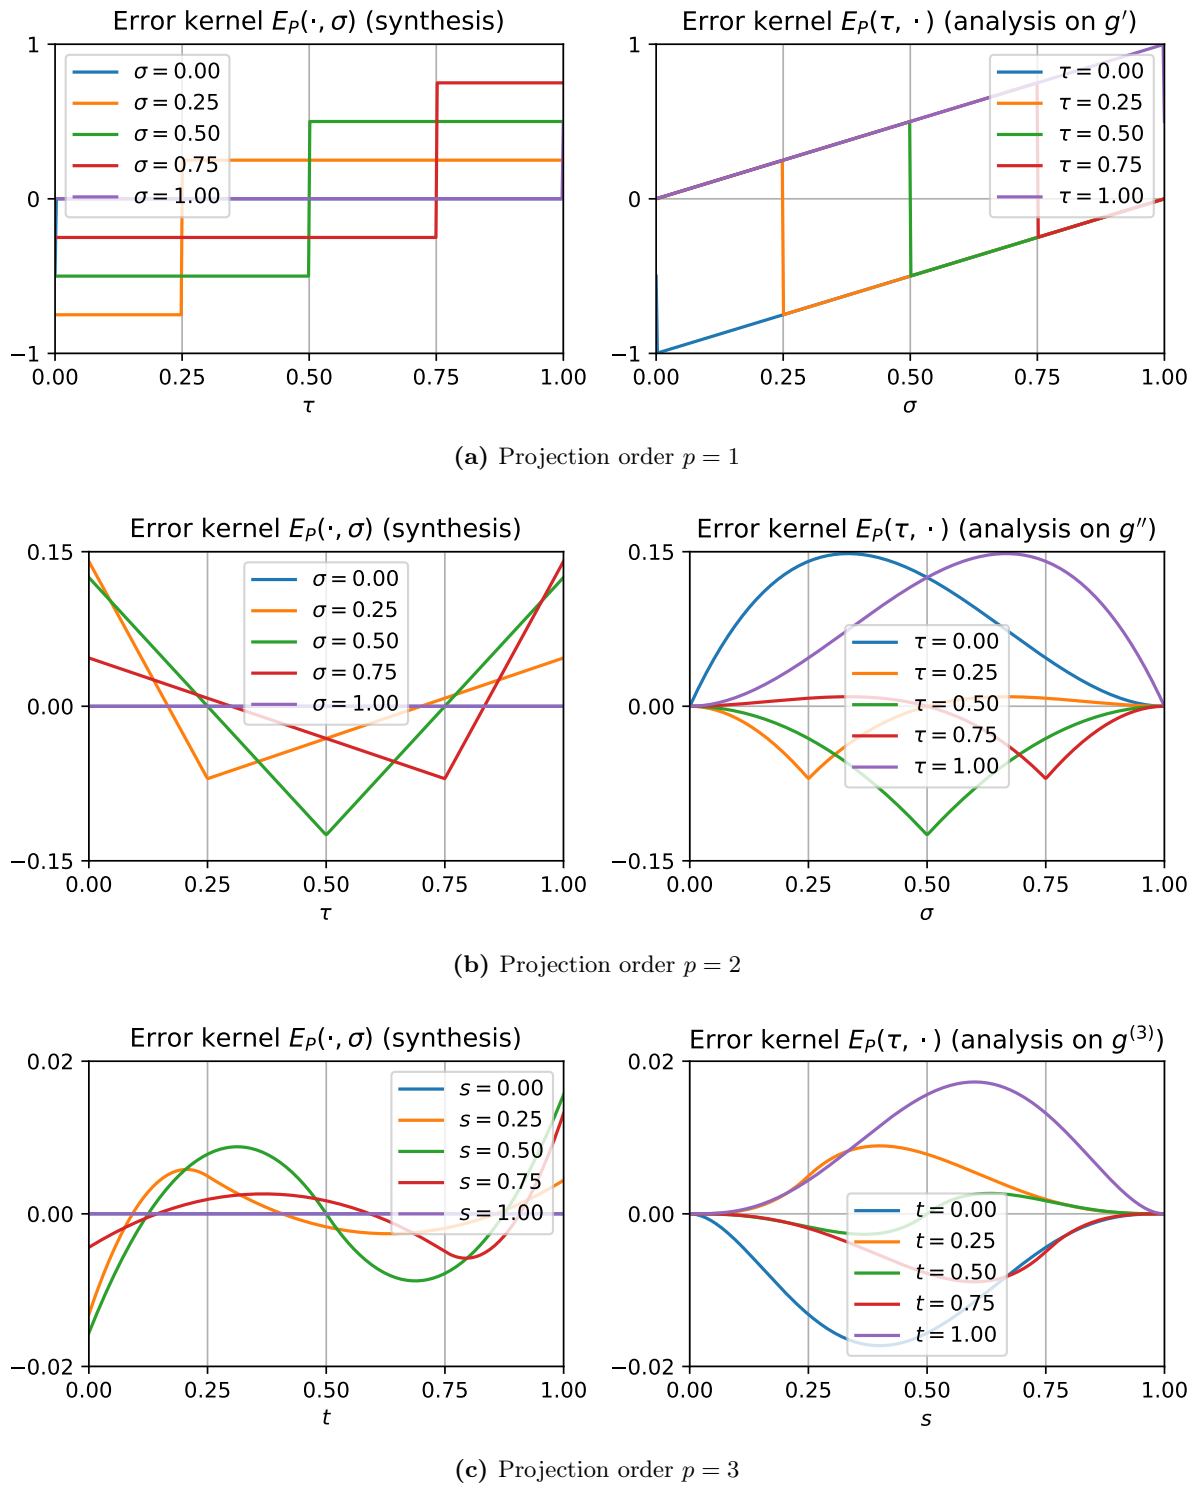 Error kernel E_P(·, σ) (synthesis)
1
0
−1
0.00 0.25 0.50 0.75 1.00
τ
σ = 0.00
σ = 0.25
σ = 0.50
σ = 0.75
σ = 1.00
Error kernel E_P(τ, ·) (analysis on g′)
1
0
−1
0.00 0.25 0.50 0.75 1.00
σ
τ = 0.00
τ = 0.25
τ = 0.50
τ = 0.75
τ = 1.00
(a) Projection order p = 1
Error kernel E_P(·, σ) (synthesis)
0.15
0.00
−0.15
0.00 0.25 0.50 0.75 1.00
τ
σ = 0.00
σ = 0.25
σ = 0.50
σ = 0.75
σ = 1.00
Error kernel E_P(τ, ·) (analysis on g″)
0.15
0.00
−0.15
0.00 0.25 0.50 0.75 1.00
σ
τ = 0.00
τ = 0.25
τ = 0.50
τ = 0.75
τ = 1.00
(b) Projection order p = 2
Error kernel E_P(·, σ) (synthesis)
0.02
0.00
−0.02
0.00 0.25 0.50 0.75 1.00
t
s = 0.00
s = 0.25
s = 0.50
s = 0.75
s = 1.00
Error kernel E_P(τ, ·) (analysis on g⁽³⁾)
0.02
0.00
−0.02
0.00 0.25 0.50 0.75 1.00
s
t = 0.00
t = 0.25
t = 0.50
t = 0.75
t = 1.00
(c) Projection order p = 3